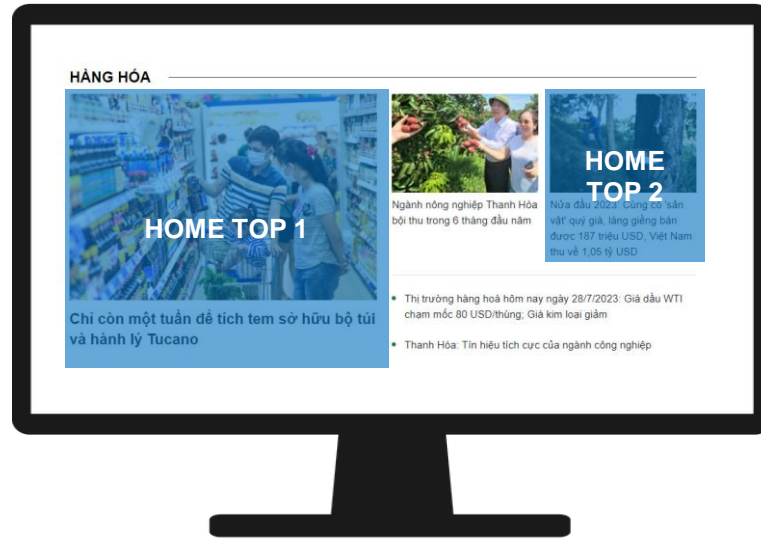 HÀNG HÓA
HOME TOP 1
Chỉ còn một tuần để tích tem sở hữu bộ túi
và hành lý Tucano
Ngành nông nghiệp Thanh Hóa
bội thu trong 6 tháng đầu năm
HOME
TOP 2
Nửa đầu 2023: Cùng có 'sản
vật' quý giá, láng giềng bán
được 187 triệu USD, Việt Nam
thu về 1,05 tỷ USD
Thị trường hàng hoá hôm nay ngày 28/7/2023: Giá dầu WTI
chạm mốc 80 USD/thùng; Giá kim loại giảm
Thanh Hóa: Tín hiệu tích cực của ngành công nghiệp